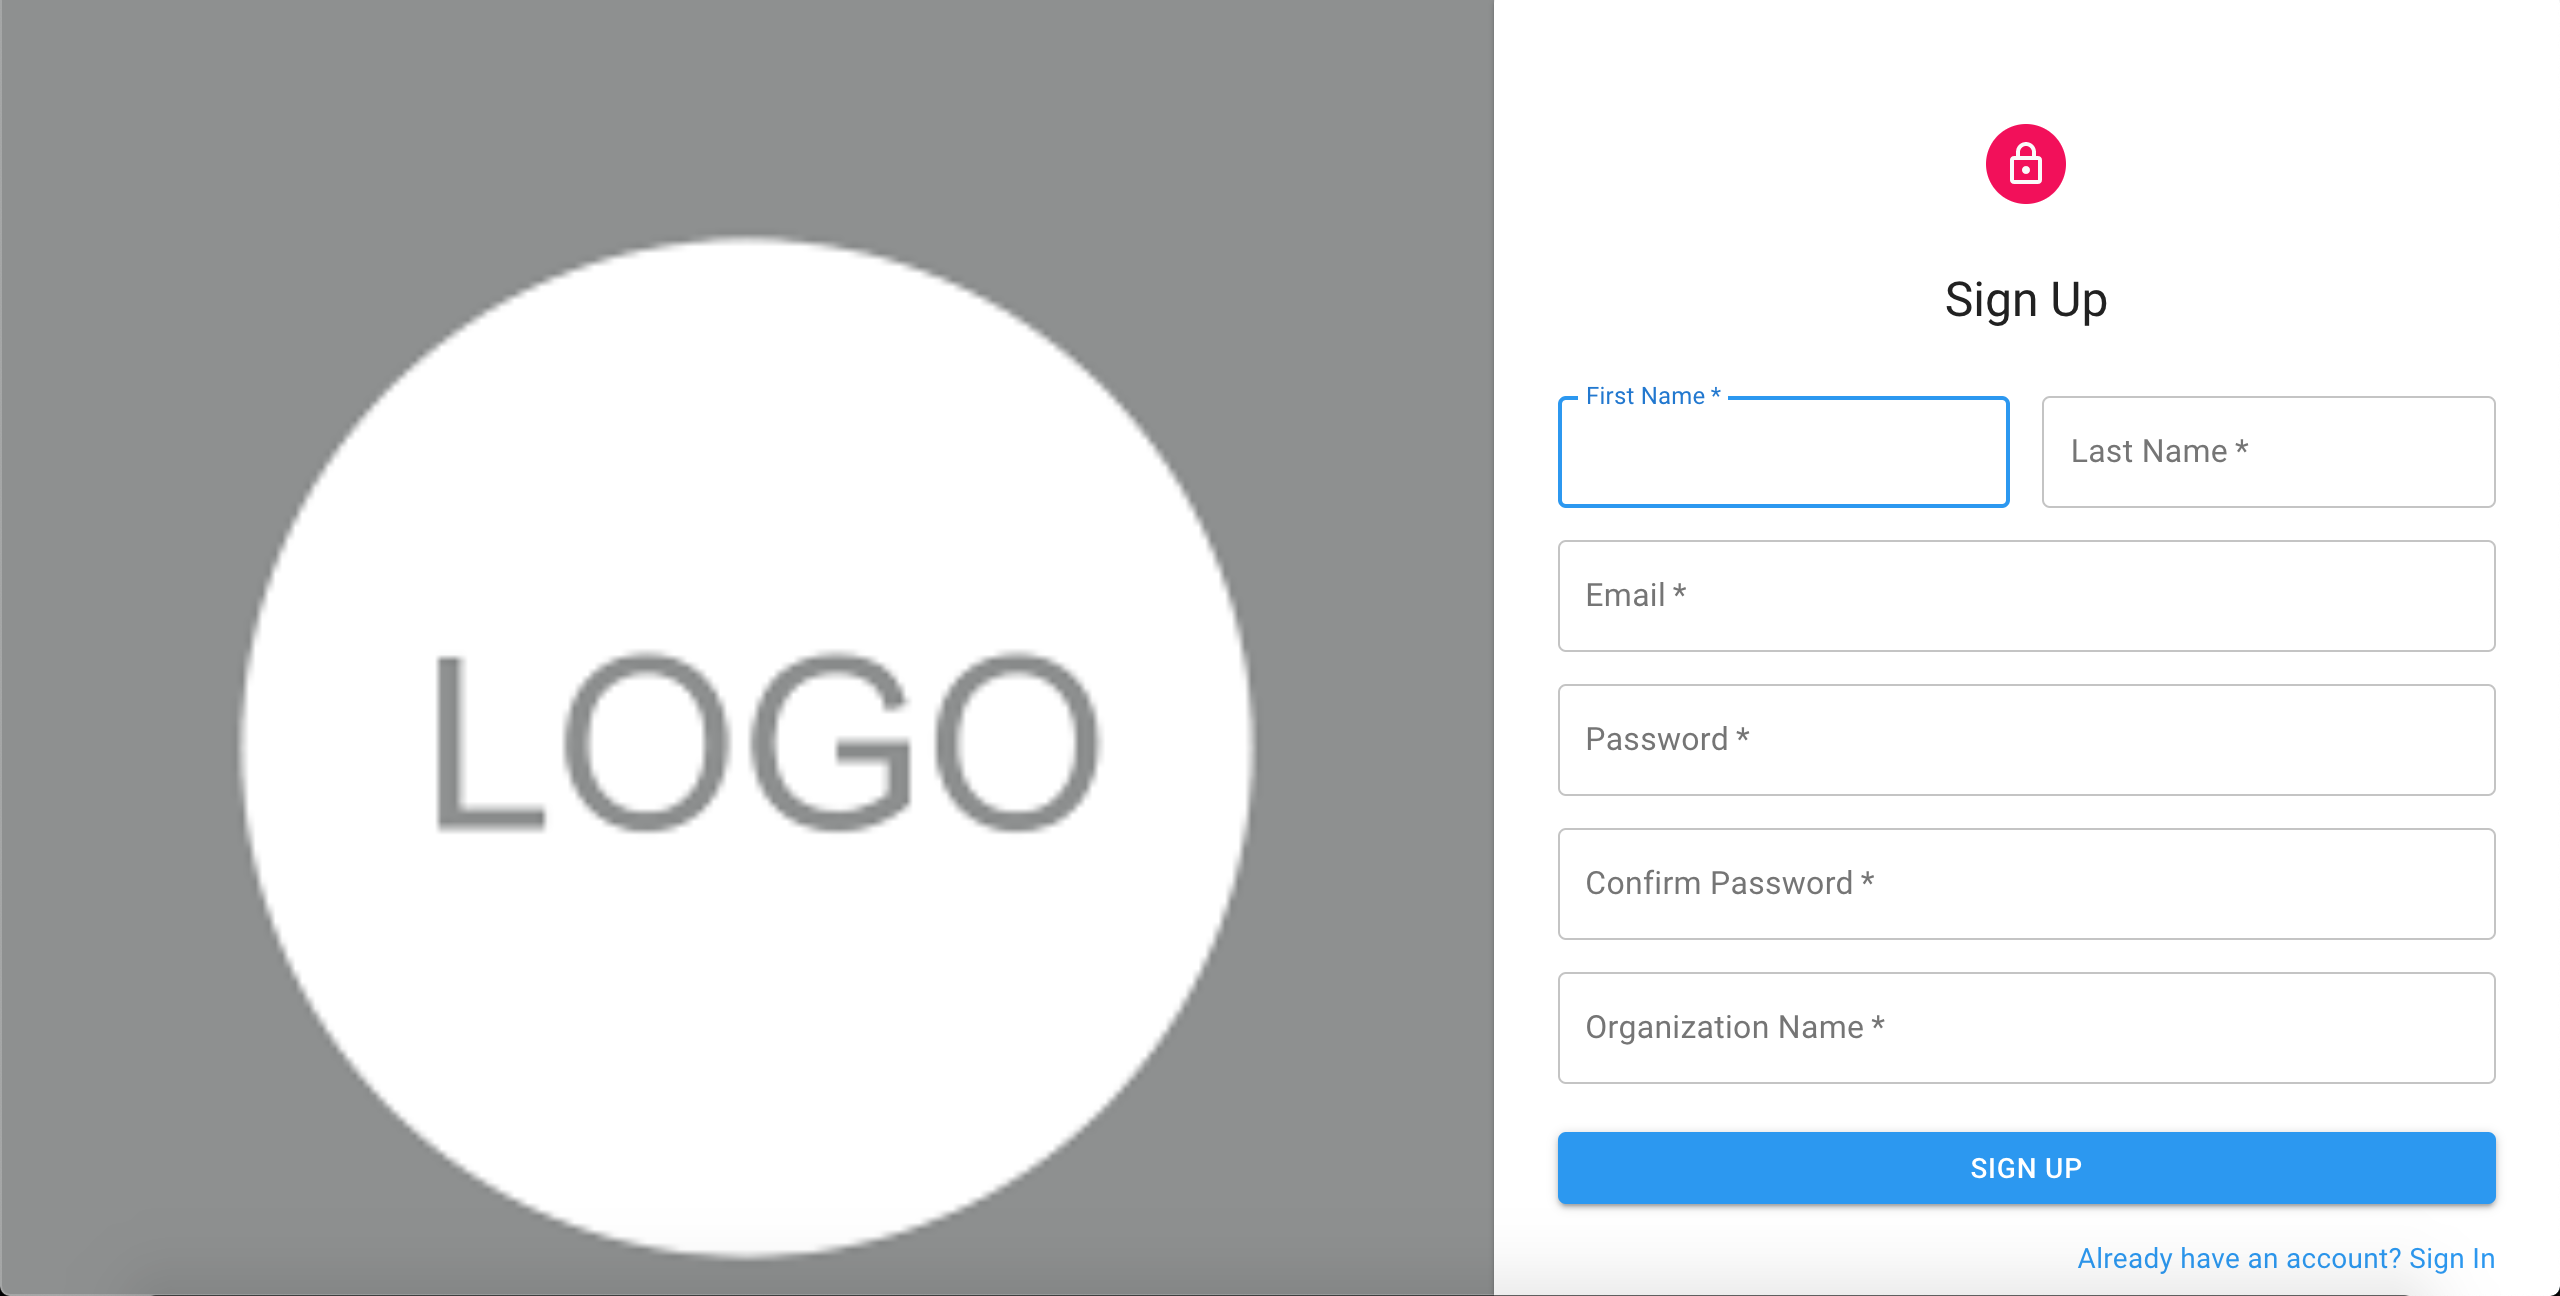 LOGO
Sign Up
First Name *
Last Name *
Email *
Password *
Confirm Password *
Organization Name *
SIGN UP
Already have an account? Sign In